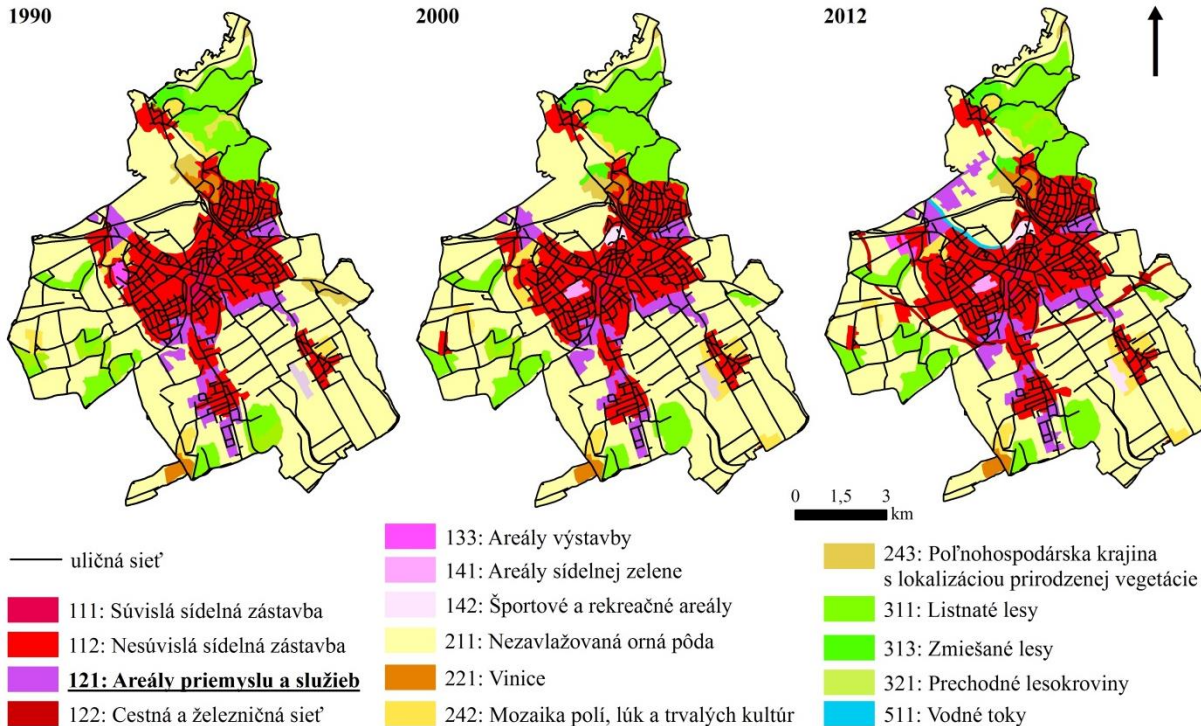 1990
2000
2012
0 1,5 3
km
uličná sieť
111: Súvislá sídelná zástavba
112: Nesúvislá sídelná zástavba
121: Areály priemyslu a služieb
122: Cestná a železničná sieť
133: Areály výstavby
141: Areály sídelnej zelene
142: Športové a rekreačné areály
211: Nezavlažovaná orná pôda
221: Vinice
242: Mozaika polí, lúk a trvalých kultúr
243: Poľnohospodárska krajina
s lokalizáciou prirodzenej vegetácie
311: Listnaté lesy
313: Zmiešané lesy
321: Prechodné lesokroviny
511: Vodné toky